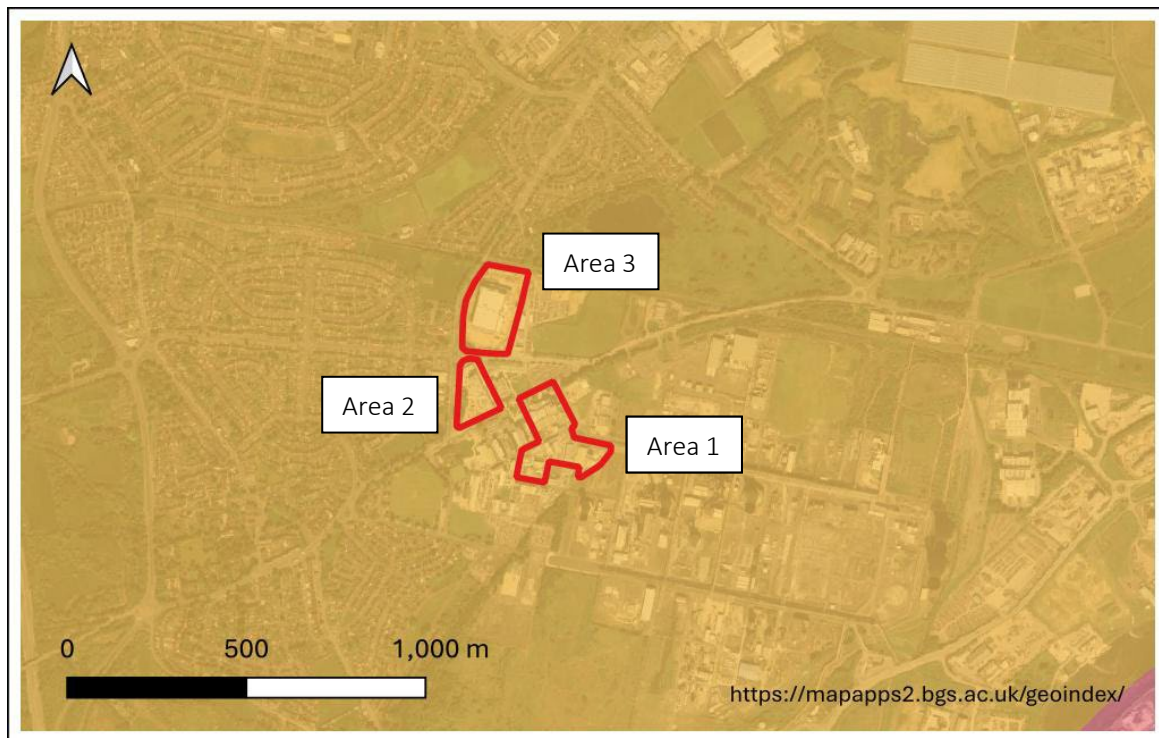 Area 3
Area 2
Area 1
0 500 1,000 m
https://mapapps2.bgs.ac.uk/geoindex/